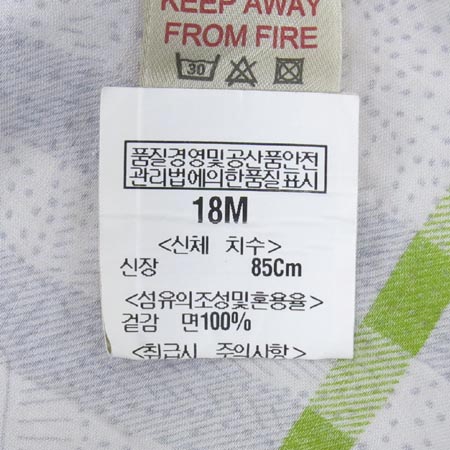 KEEP AWAY
FROM FIRE
30
품질경영및공산품안전
관리법에의한품질표시
18M
<신체 치수>
신장 85Cm
<섬유의조성및혼용율>
겉감 면100%
<취급시 주의사항>